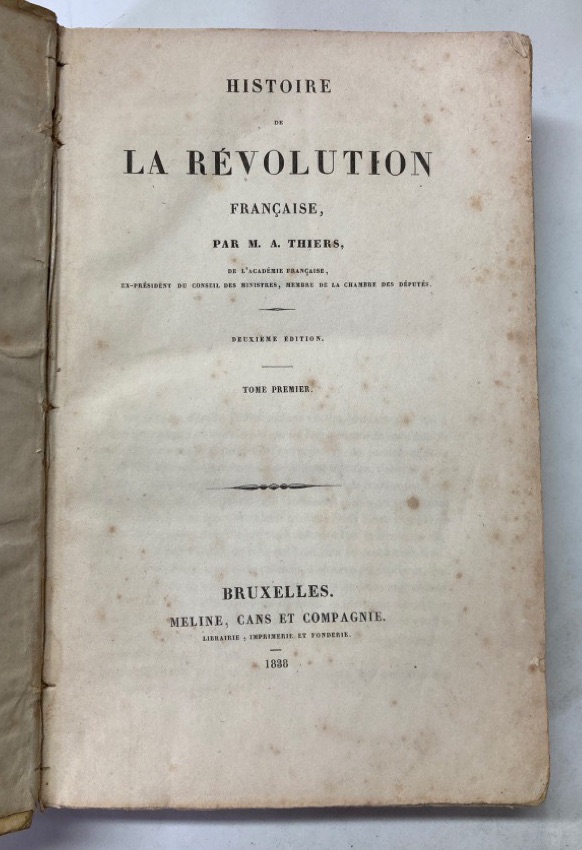 HISTOIRE
DE
LA RÉVOLUTION
FRANÇAISE,
PAR M. A. THIERS,
DE L'ACADÉMIE FRANÇAISE,
EX-PRÉSIDENT DU CONSEIL DES MINISTRES, MEMBRE DE LA CHAMBRE DES DÉPUTÉS.
DEUXIEME ÉDITION.
TOME PREMIER.
BRUXELLES.
MELINE, CANS ET COMPAGNIE.
LIBRAIRIE, IMPRIMERIE ET FONDERIE.
1838